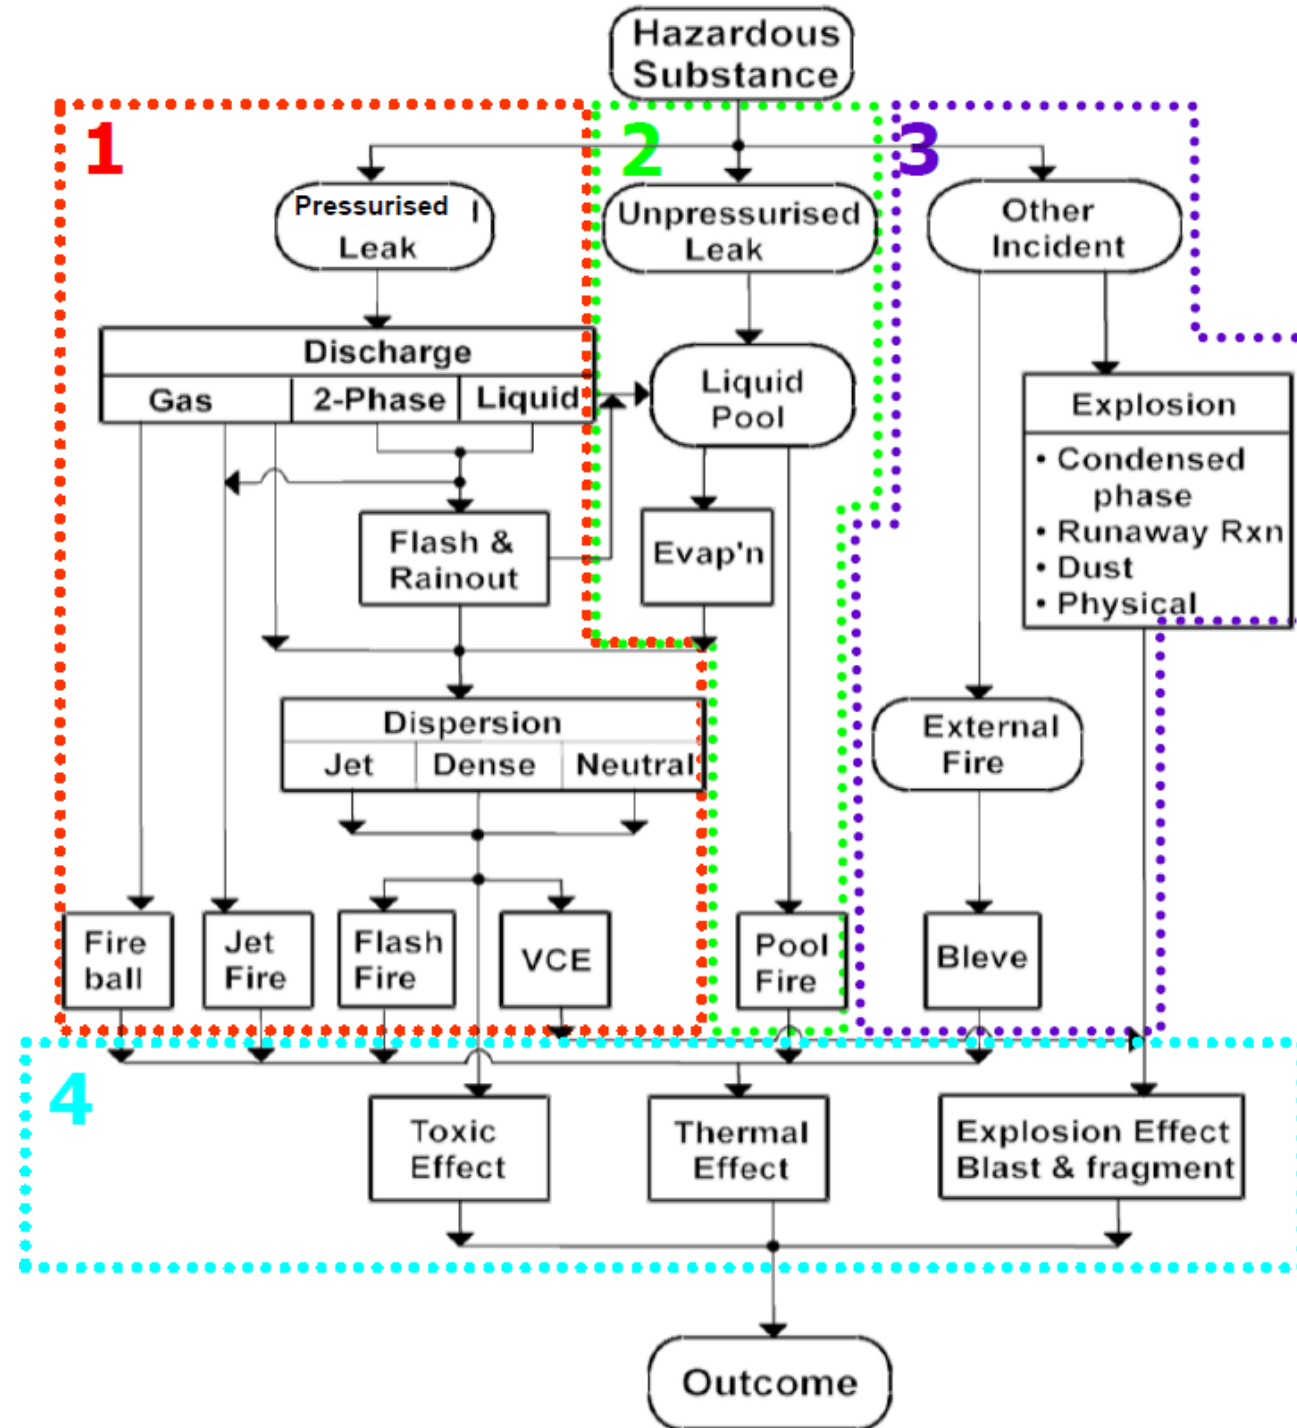 Hazardous
Substance
1
2
3
Pressurised
Leak
Unpressurised
Leak
Other
Incident
Discharge
Gas
2-Phase
Liquid
Liquid
Pool
Explosion
• Condensed
phase
• Runaway Rxn
• Dust
• Physical
Flash &
Rainout
Evap'n
Dispersion
Jet
Dense
Neutral
External
Fire
Fire
ball
Jet
Fire
Flash
Fire
VCE
Pool
Fire
Bleve
4
Toxic
Effect
Thermal
Effect
Explosion Effect
Blast & fragment
Outcome